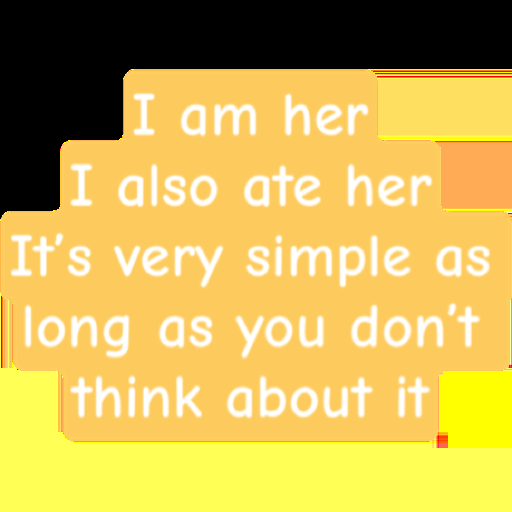 I am her
I also ate her
It's very simple as
long as you don't
think about it